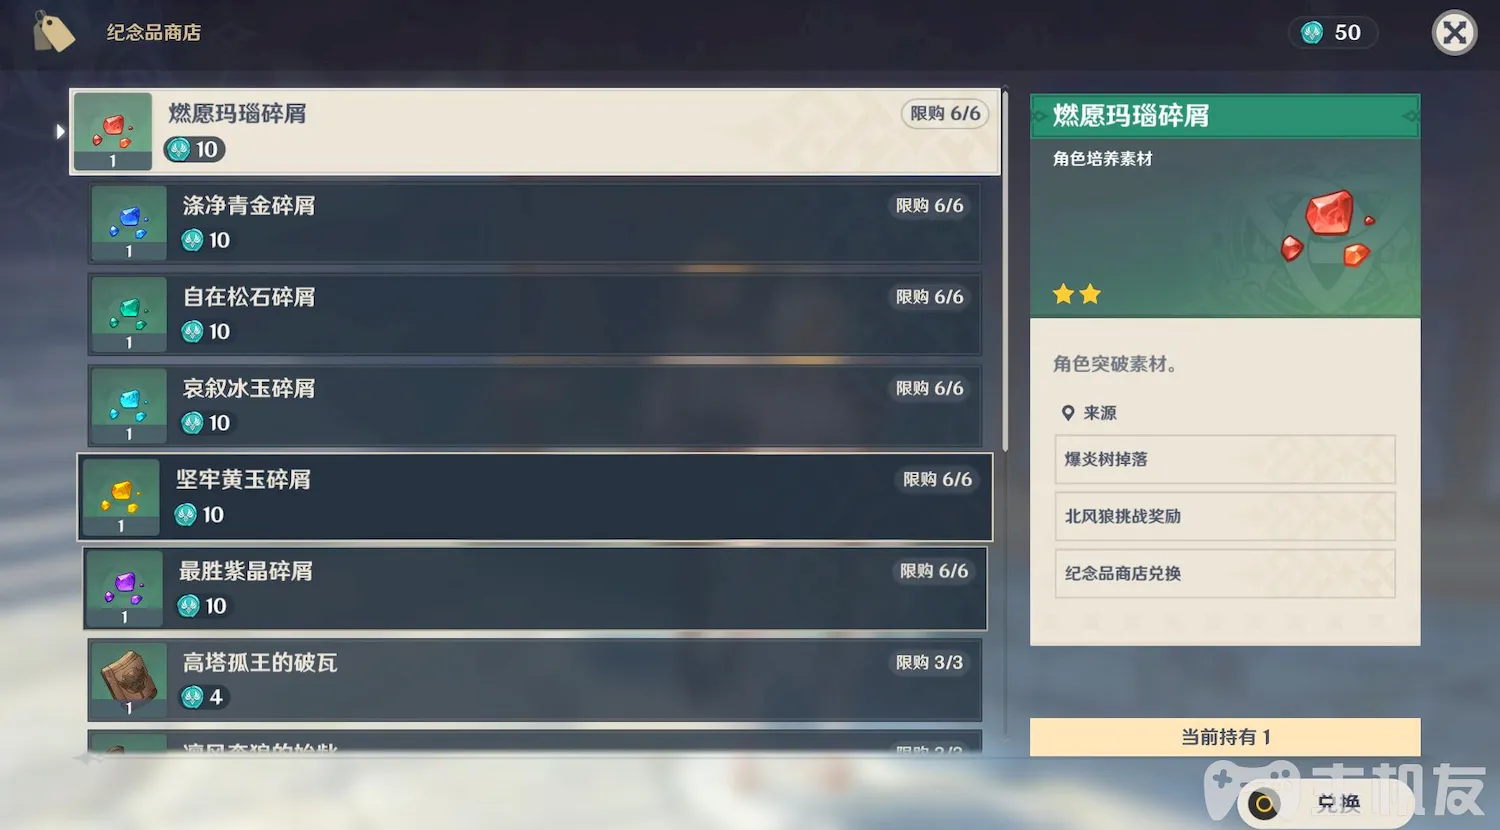 纪念品商店
50
燃愿玛瑙碎屑
限购 6/6
10
1
涤净青金碎屑
限购 6/6
10
1
自在松石碎屑
限购 6/6
10
1
哀叙冰玉碎屑
限购 6/6
10
1
坚牢黄玉碎屑
限购 6/6
10
1
最胜紫晶碎屑
限购 6/6
10
1
高塔孤王的破瓦
限购 3/3
4
1
燃愿玛瑙碎屑
角色培养素材
角色突破素材。
来源
爆炎树掉落
北风狼挑战奖励
纪念品商店兑换
当前持有 1
兑换